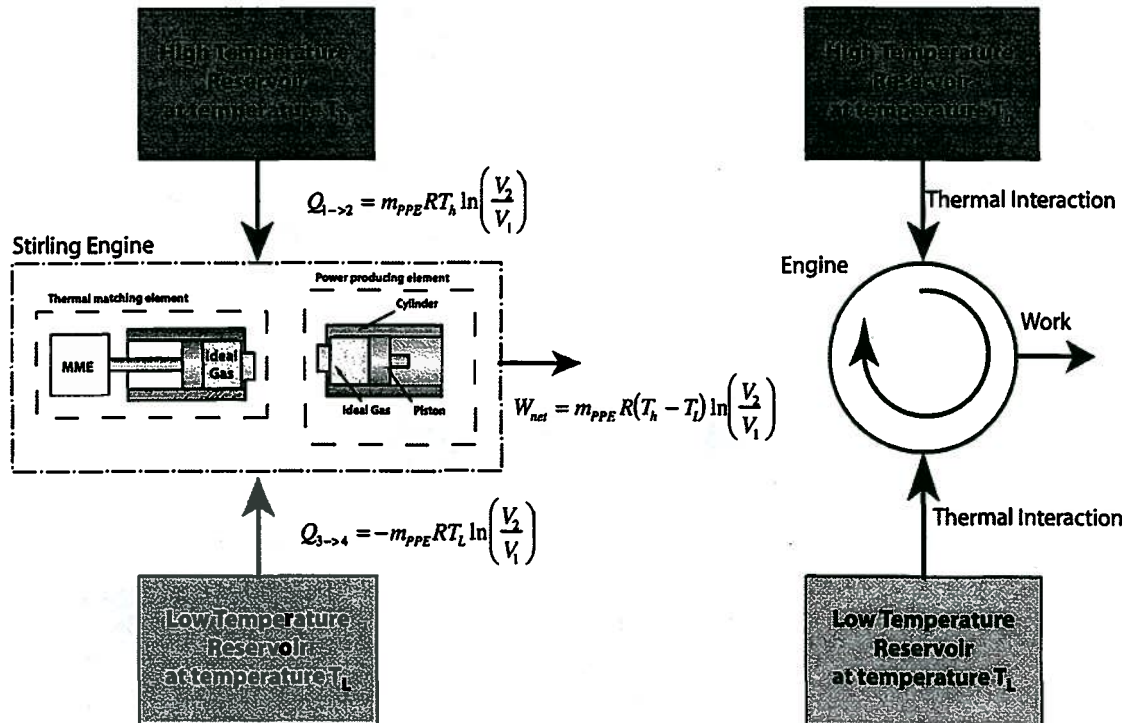 High Temperature
Reservoir
at temperature T_h
Q_{1->2} = m_{PPE} R T_h ln(V_2/V_1)
Stirling Engine
Power producing element
Thermal matching element
Cylinder
MME
Ideal
Gas
Ideal Gas
Piston
W_{net} = m_{PPE} R(T_h − T_L) ln(V_2/V_1)
Q_{3->4} = −m_{PPE} R T_L ln(V_2/V_1)
Low Temperature
Reservoir
at temperature T_L
High Temperature
Reservoir
at temperature T_h
Thermal Interaction
Engine
Work
Thermal Interaction
Low Temperature
Reservoir
at temperature T_L